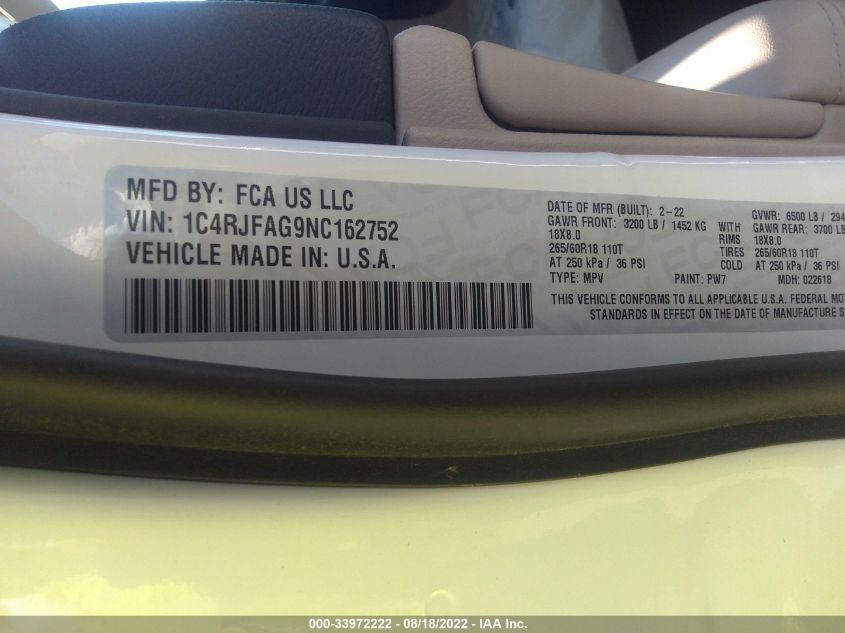 MFD BY: FCA US LLC
VIN: 1C4RJFAG9NC162752
VEHICLE MADE IN: U.S.A.
DATE OF MFR (BUILT): 2-22 GVWR: 6500 LB / 294
GAWR FRONT: 3200 LB / 1452 KG WITH GAWR REAR: 3700 LB
18X8.0 RIMS 18X8.0
265/60R18 110T TIRES 265/60R18 110T
AT 250 kPa / 36 PSI COLD AT 250 kPa / 36 PSI
TYPE: MPV PAINT: PW7 MDH: 022618
THIS VEHICLE CONFORMS TO ALL APPLICABLE U.S.A. FEDERAL MOT
STANDARDS IN EFFECT ON THE DATE OF MANUFACTURE S
000-33972222 - 08/18/2022 - IAA Inc.